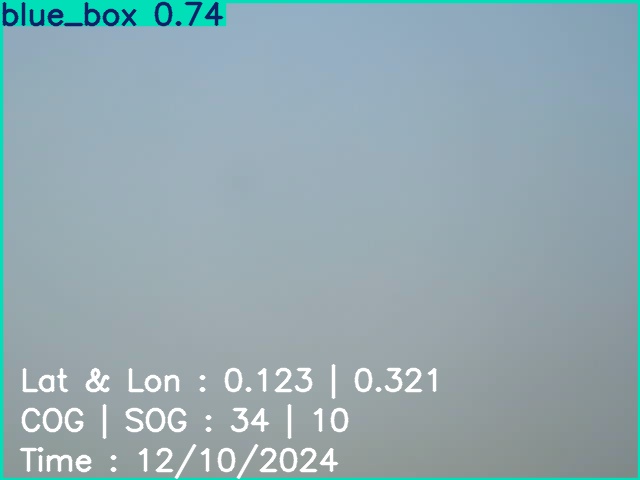 blue_box 0.74
Lat & Lon : 0.123 | 0.321
COG | SOG : 34 | 10
Time : 12/10/2024